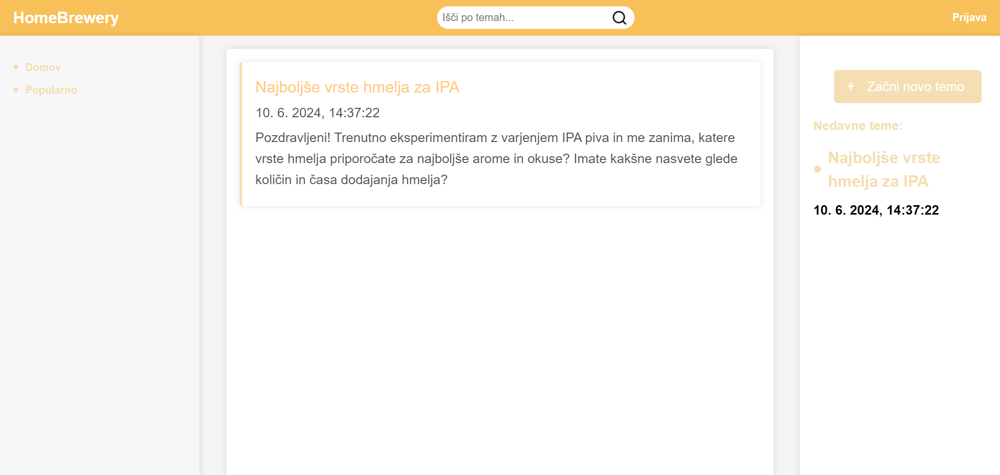 HomeBrewery
Išči po temah...
Prijava
Domov
Popularno
Najboljše vrste hmelja za IPA
10. 6. 2024, 14:37:22
Pozdravljeni! Trenutno eksperimentiram z varjenjem IPA piva in me zanima, katere
vrste hmelja priporočate za najboljše arome in okuse? Imate kakšne nasvete glede
količin in časa dodajanja hmelja?
+ Začni novo temo
Nedavne teme:
Najboljše vrste
hmelja za IPA
10. 6. 2024, 14:37:22